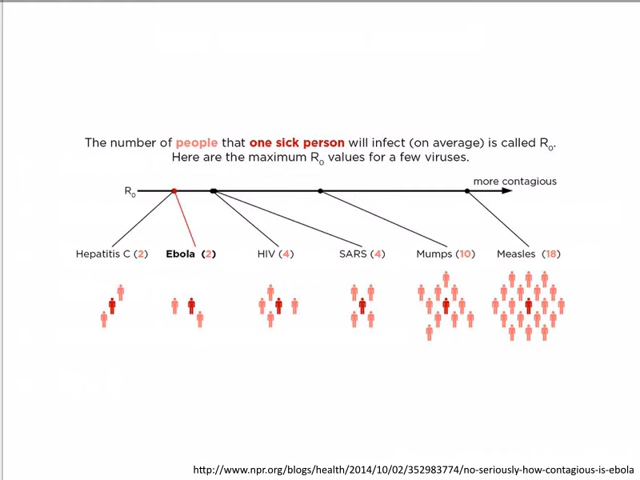 The number of people that one sick person will infect (on average) is called R₀.
Here are the maximum R₀ values for a few viruses.
more contagious
R₀
Hepatitis C (2) Ebola (2) HIV (4) SARS (4) Mumps (10) Measles (18)
http://www.npr.org/blogs/health/2014/10/02/352983774/no-seriously-how-contagious-is-ebola